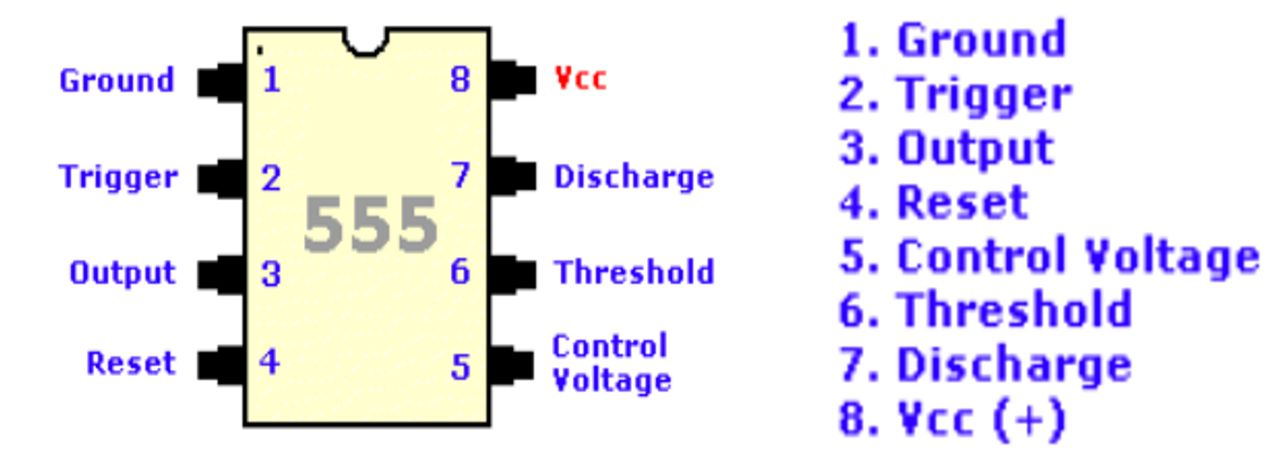 Ground 1 8 Vcc
Trigger 2 7 Discharge
555
Output 3 6 Threshold
Reset 4 5 Control
Voltage
1. Ground
2. Trigger
3. Output
4. Reset
5. Control Voltage
6. Threshold
7. Discharge
8. Vcc (+)